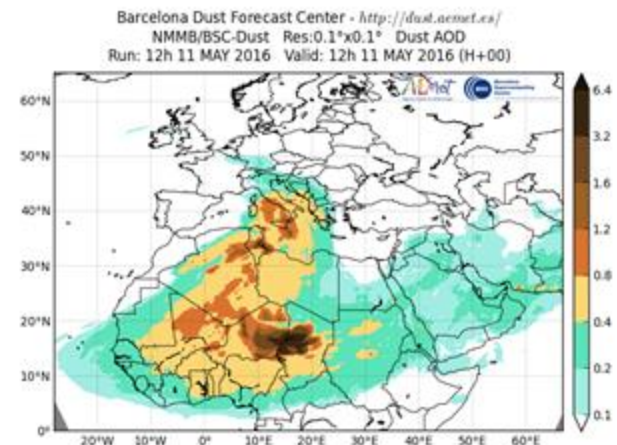 Barcelona Dust Forecast Center - http://dust.aemet.es/
NMMB/BSC-Dust Res:0.1°x0.1° Dust AOD
Run: 12h 11 MAY 2016 Valid: 12h 11 MAY 2016 (H+00)
60°N
50°N
40°N
30°N
20°N
10°N
0°
20°W
10°W
0°
10°E
20°E
30°E
40°E
50°E
60°E
6.4
3.2
1.6
1.2
0.8
0.4
0.2
0.1